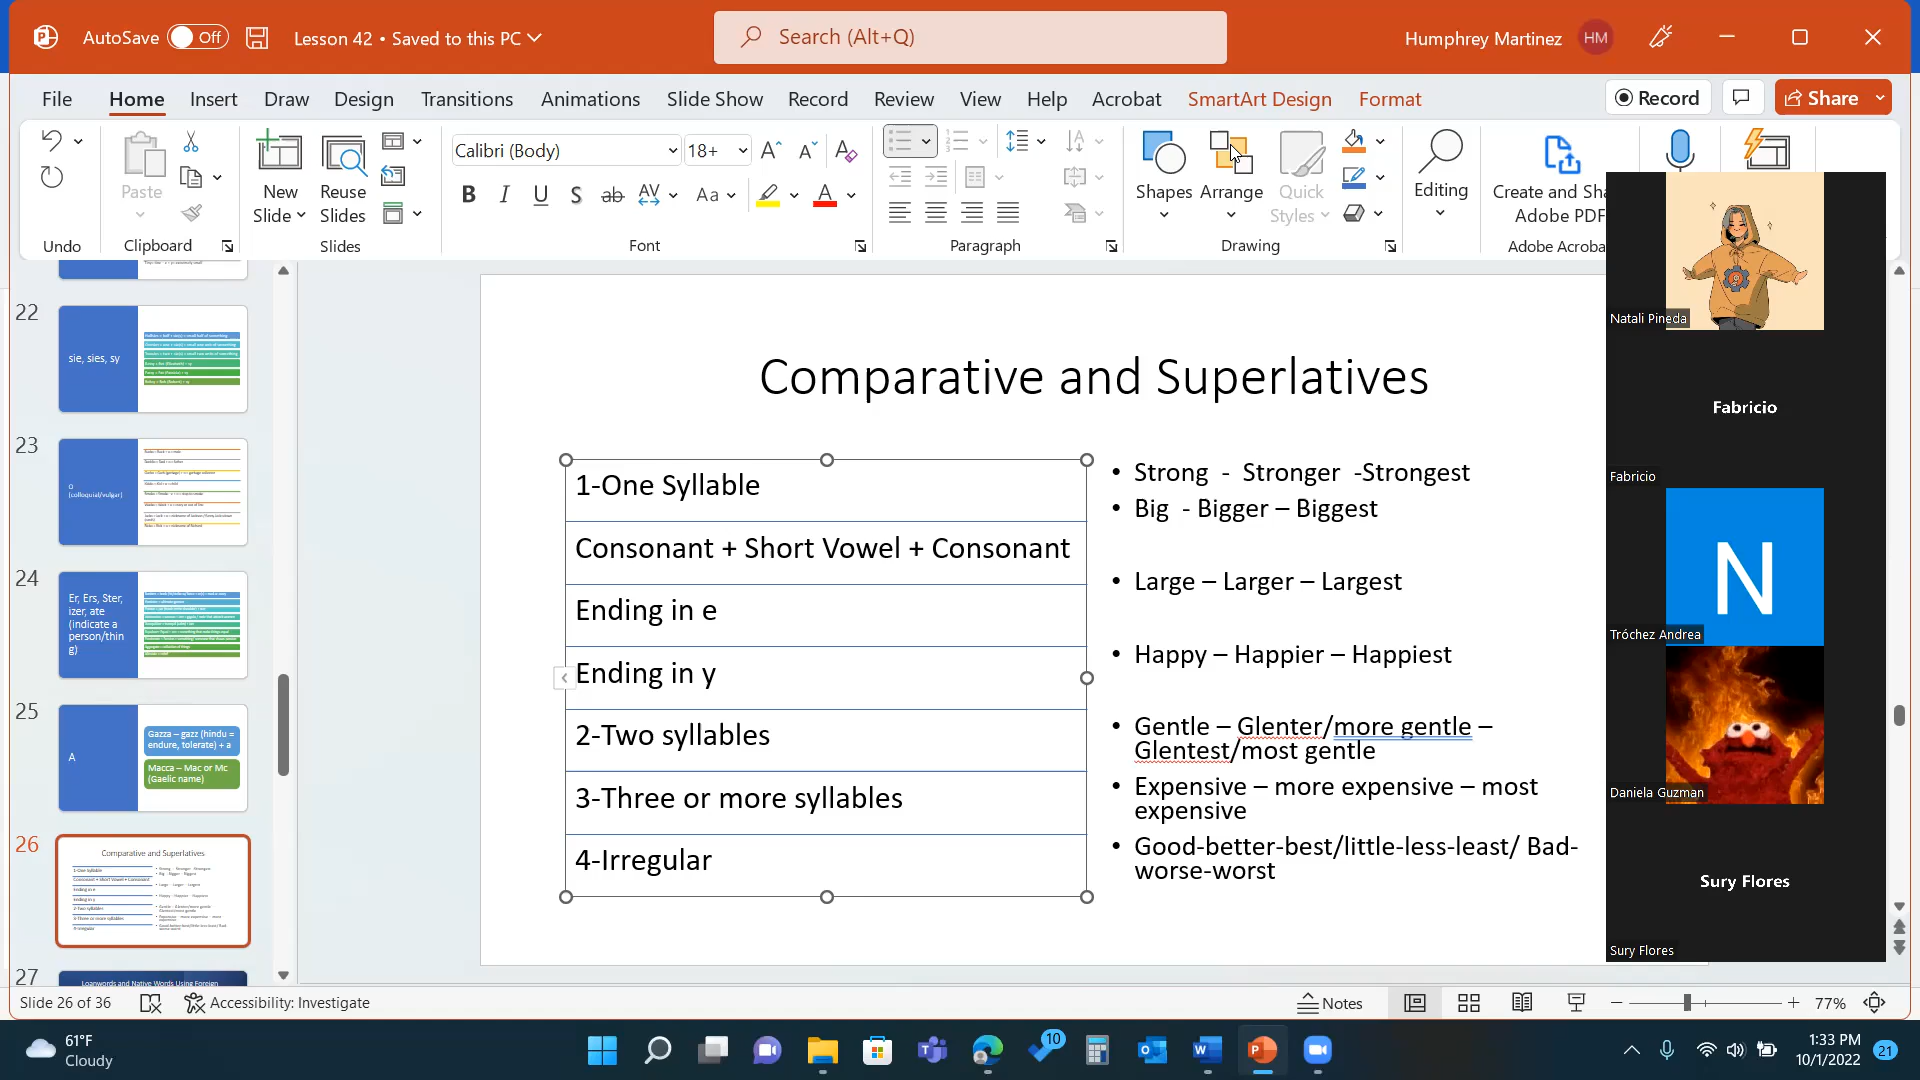 AutoSave Off Lesson 42 • Saved to this PC Search (Alt+Q) Humphrey Martinez HM
File Home Insert Draw Design Transitions Animations Slide Show Record Review View Help Acrobat SmartArt Design Format Record Share
Calibri (Body) 18+
Paste New Slide Reuse Slides Shapes Arrange Quick Styles Editing
Create and Sha
Adobe PDF
Undo Clipboard Slides Font Paragraph Drawing Adobe Acroba
22
sie, sies, sy
23
O
(colloquial/vulgar)
24
Er, Ers, Ster,
izer, ate
(indicate a
person/thin
g)
25
A
Gazza – gazz (hindu =
endure, tolerate) + a
Macca – Mac or Mc
(Gaelic name)
26
Comparative and Superlatives
27
Loanwords and Native Words Using Foreign
Comparative and Superlatives
1-One Syllable
Consonant + Short Vowel + Consonant
Ending in e
Ending in y
2-Two syllables
3-Three or more syllables
4-Irregular
• Strong - Stronger -Strongest
• Big - Bigger – Biggest
• Large – Larger – Largest
• Happy – Happier – Happiest
• Gentle – Glenter/more gentle –
Glentest/most gentle
• Expensive – more expensive – most
expensive
• Good-better-best/little-less-least/ Bad-
worse-worst
Natali Pineda
Fabricio
Fabricio
N
Tróchez Andrea
Daniela Guzman
Sury Flores
Sury Flores
Slide 26 of 36 Accessibility: Investigate Notes 77%
61°F
Cloudy
10
1:33 PM
10/1/2022
21